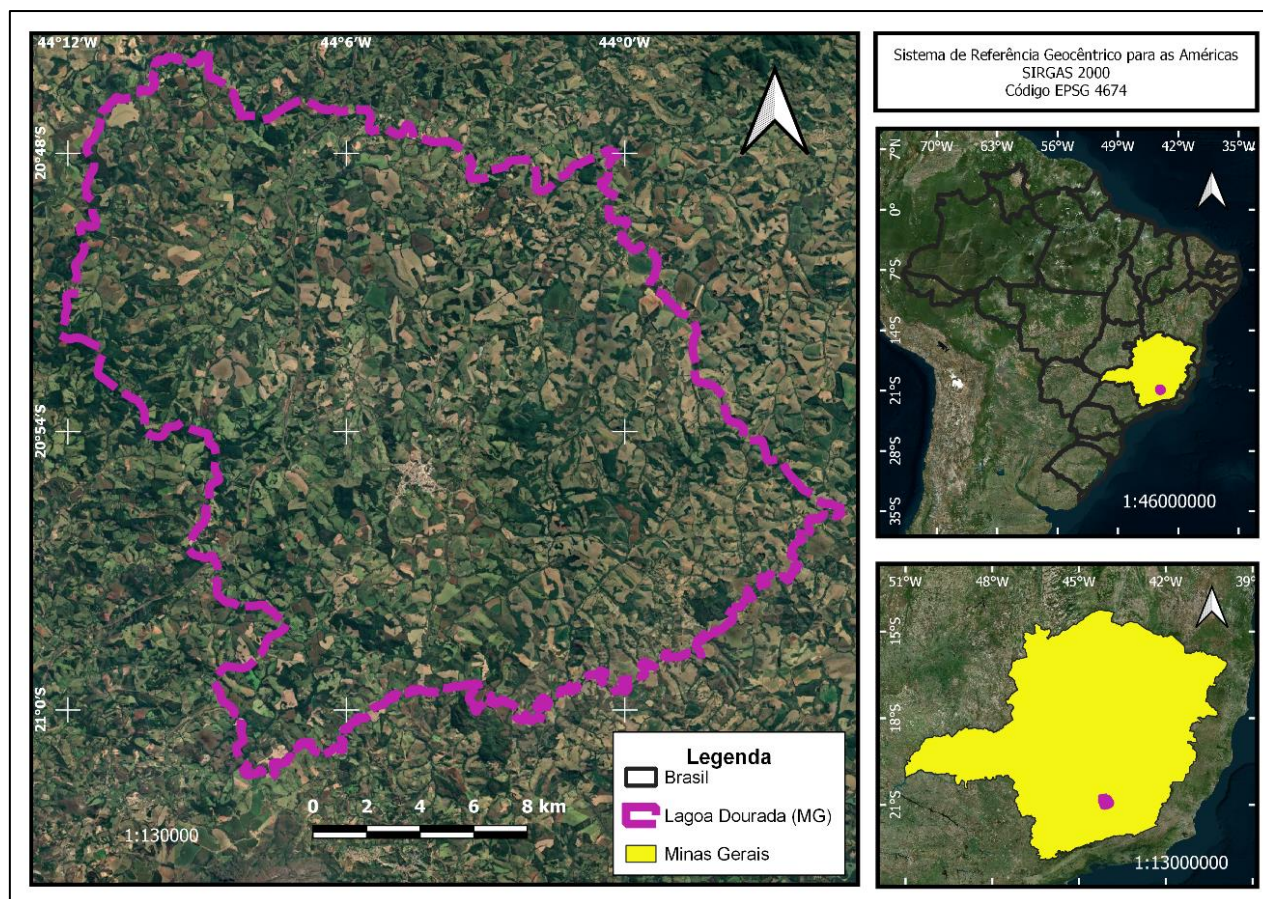 44°12'W 44°6'W 44°0'W
20°48'S
20°54'S
21°0'S
0 2 4 6 8 km
1:130000
Legenda
Brasil
Lagoa Dourada (MG)
Minas Gerais
Sistema de Referência Geocêntrico para as Américas
SIRGAS 2000
Código EPSG 4674
70°W 63°W 56°W 49°W 42°W 35°W
7°N
0°
7°S
14°S
21°S
28°S
35°S
1:46000000
51°W 48°W 45°W 42°W 39°
15°S
18°S
21°S
1:13000000